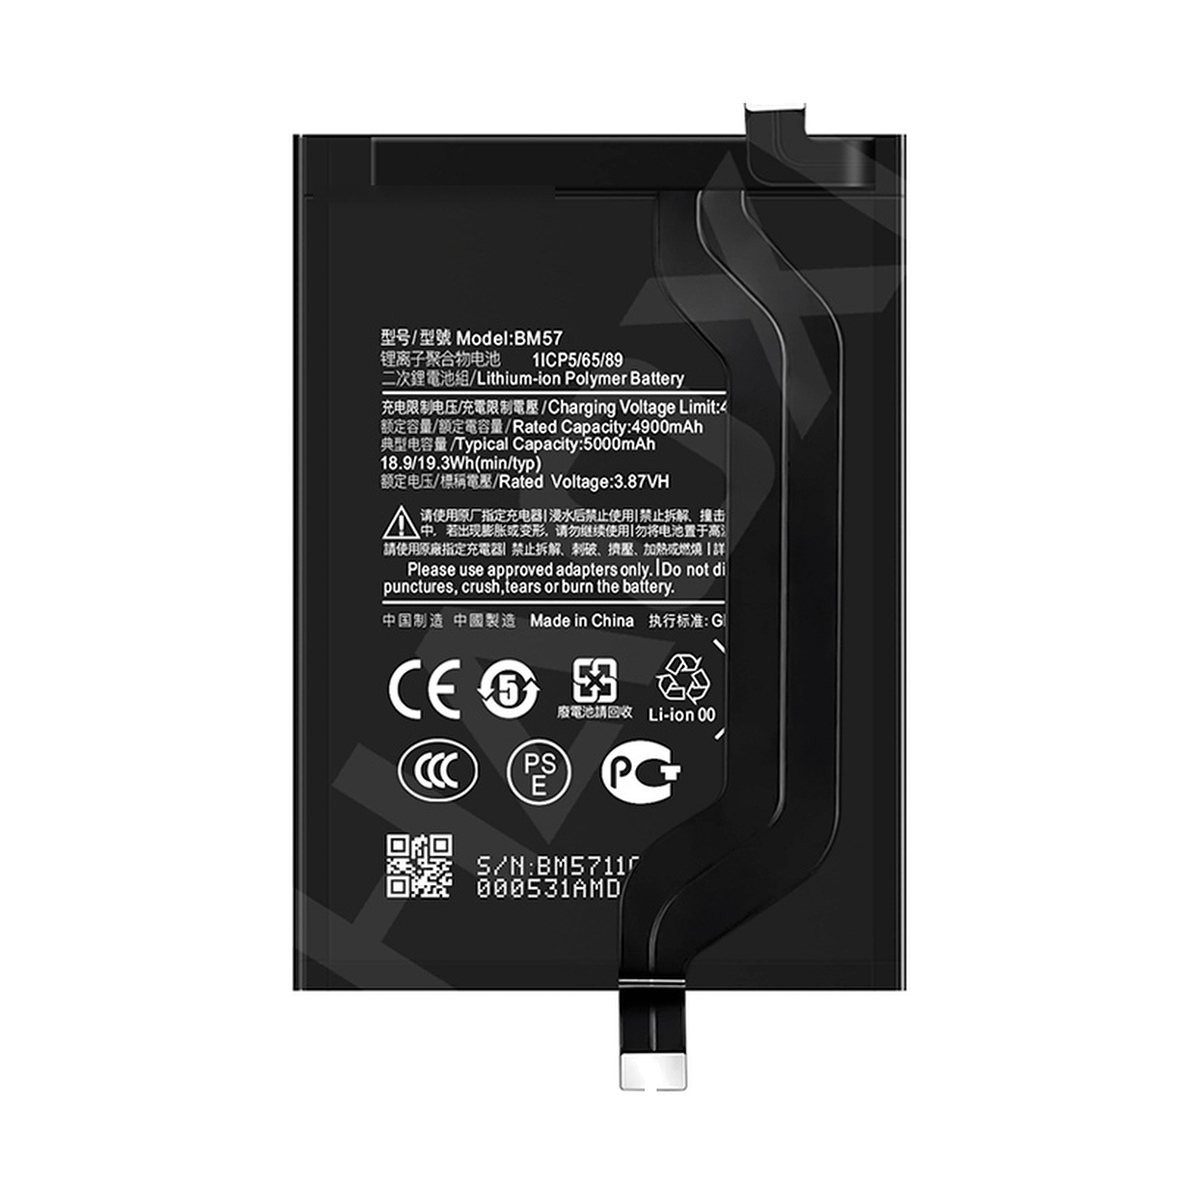 型号/型號 Model:BM57
锂离子聚合物电池 1ICP5/65/89
二次鋰電池組/Lithium-ion Polymer Battery
充电限制电压/充電限制電壓/Charging Voltage Limit:4
额定容量/額定電容量/Rated Capacity:4900mAh
典型电容量/Typical Capacity:5000mAh
18.9/19.3Wh(min/typ)
额定电压/標稱電壓/Rated Voltage:3.87VH
请使用原厂指定充电器|浸水后禁止使用|禁止拆解、撞击
中.若出现膨胀或变形、请勿继续使用|勿将电池置于高
請使用原廠指定充電器|禁止拆解、刺破、擠壓、加熱或燃燒|
Please use approved adapters only.|Do not di
punctures, crush,tears or burn the battery.
中国制造 中國製造 Made in China 执行标准:G
CE 5
廢電池請回收 Li-ion 00
CCC PS E PCT
S/N:BM5711
000531AMD
HAOX